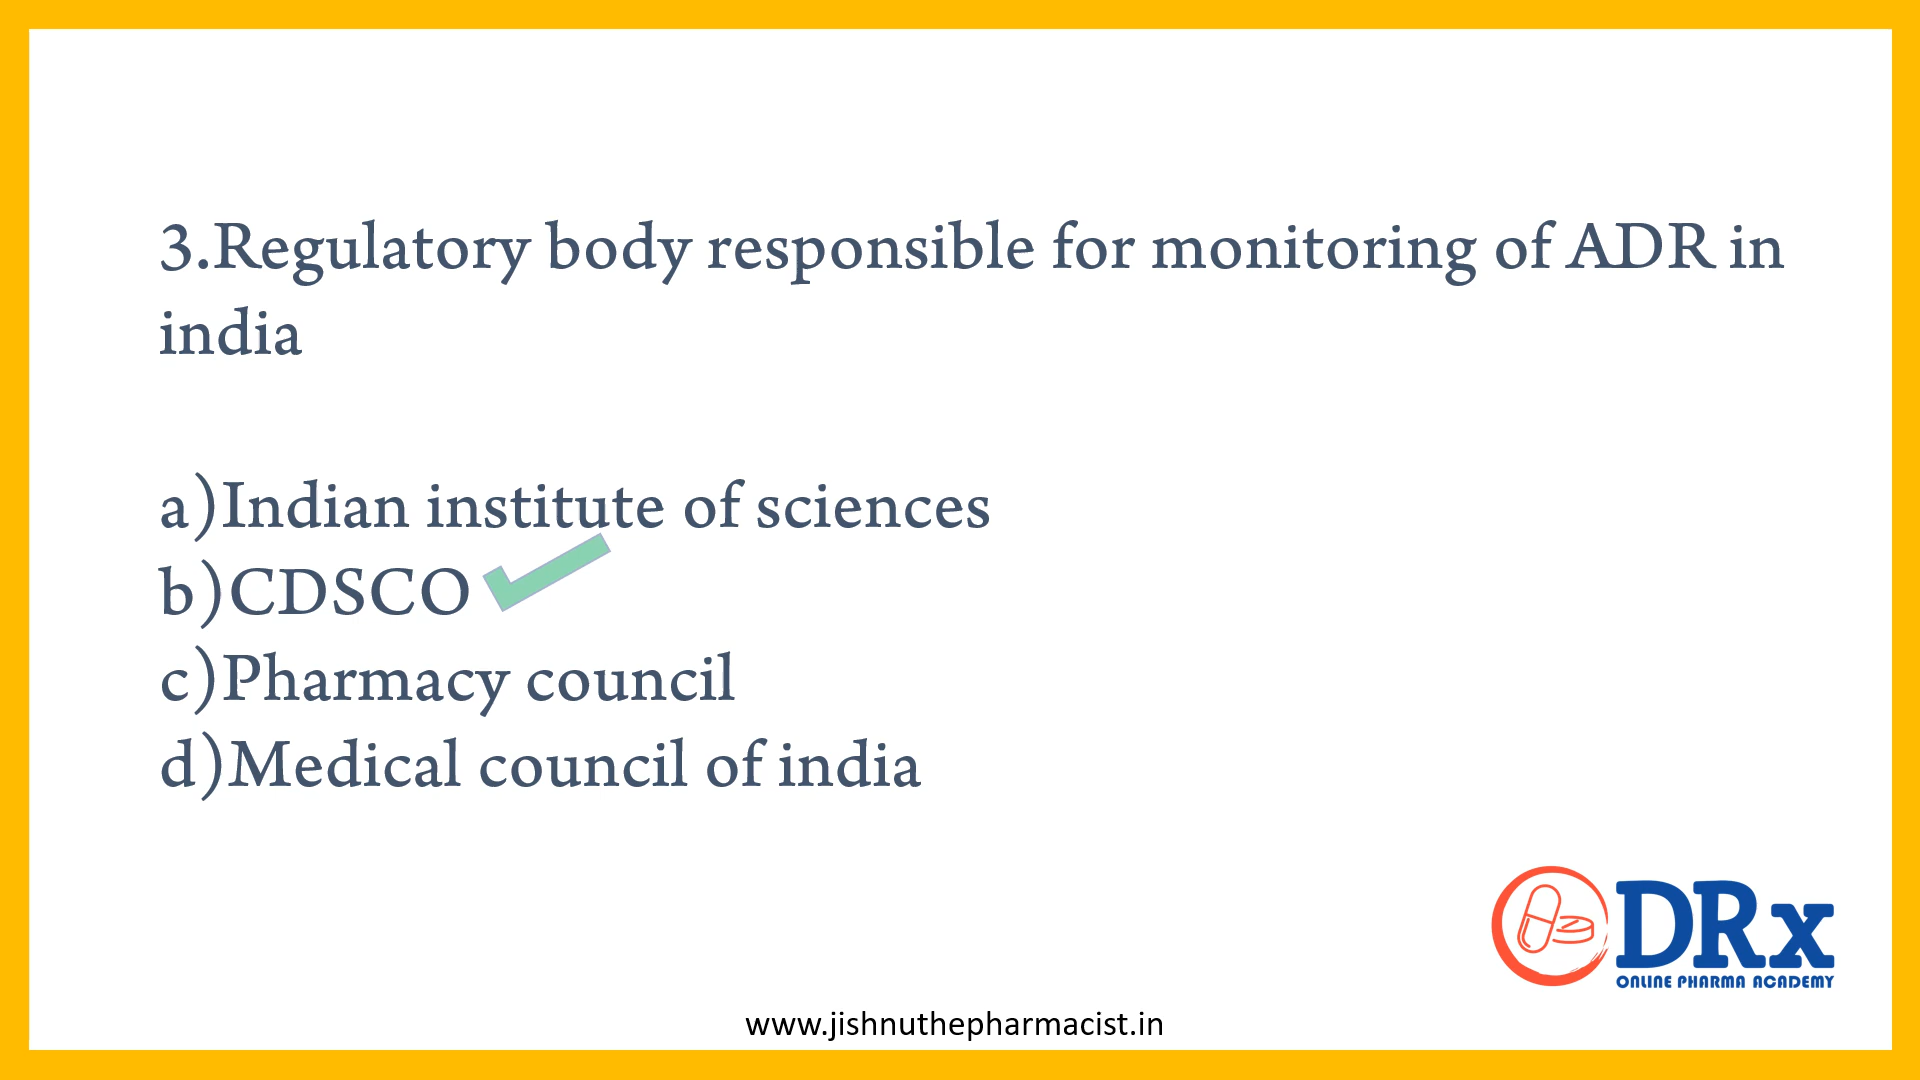 3.Regulatory body responsible for monitoring of ADR in
india
a)Indian institute of sciences
b)CDSCO
c)Pharmacy council
d)Medical council of india
DRx
ONLINE PHARMA ACADEMY
www.jishnuthepharmacist.in